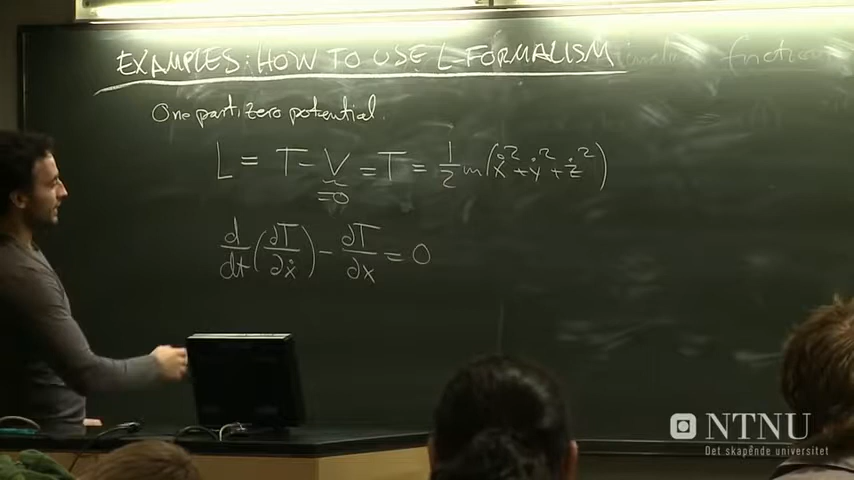 EXAMPLES: HOW TO USE L-FORMALISM
One part., zero potential.
L = T - V = T = 1/2 m(ẋ² + ẏ² + ż²)
=0
d/dt (∂T/∂ẋ) - ∂T/∂x = 0
NTNU
Det skapende universitet